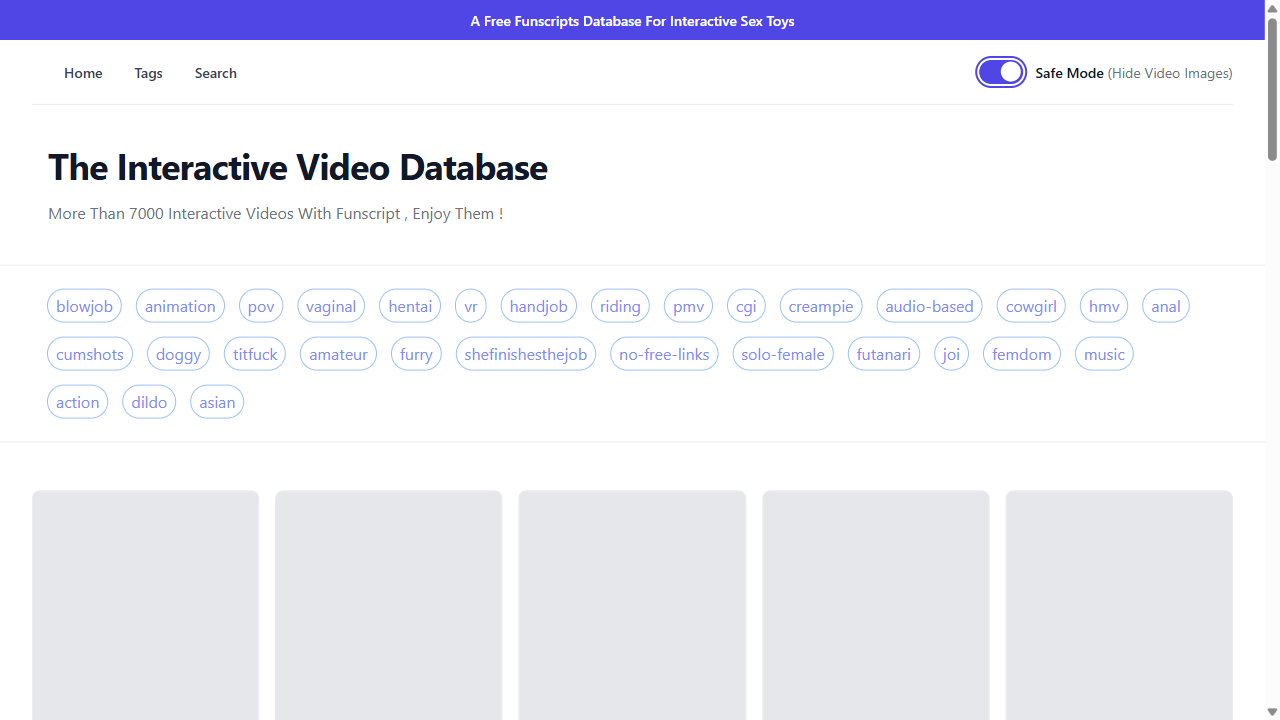 A Free Funscripts Database For Interactive Sex Toys
Home Tags Search Safe Mode (Hide Video Images)
The Interactive Video Database
More Than 7000 Interactive Videos With Funscript , Enjoy Them !
blowjob animation pov vaginal hentai vr handjob riding pmv cgi creampie audio-based cowgirl hmv anal
cumshots doggy titfuck amateur furry shefinishesthejob no-free-links solo-female futanari joi femdom music
action dildo asian